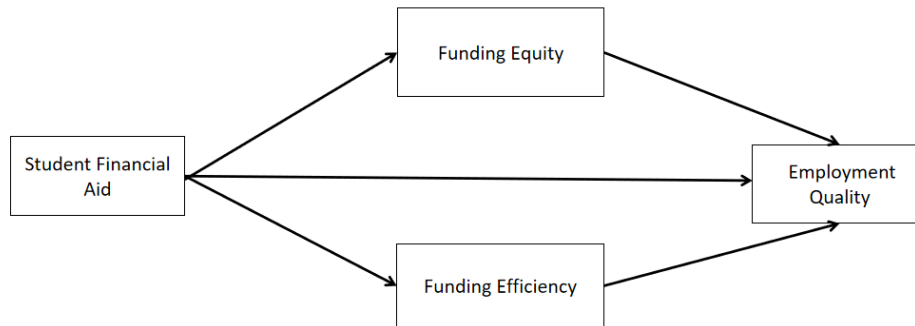 Funding Equity
Student Financial
Aid
Employment
Quality
Funding Efficiency